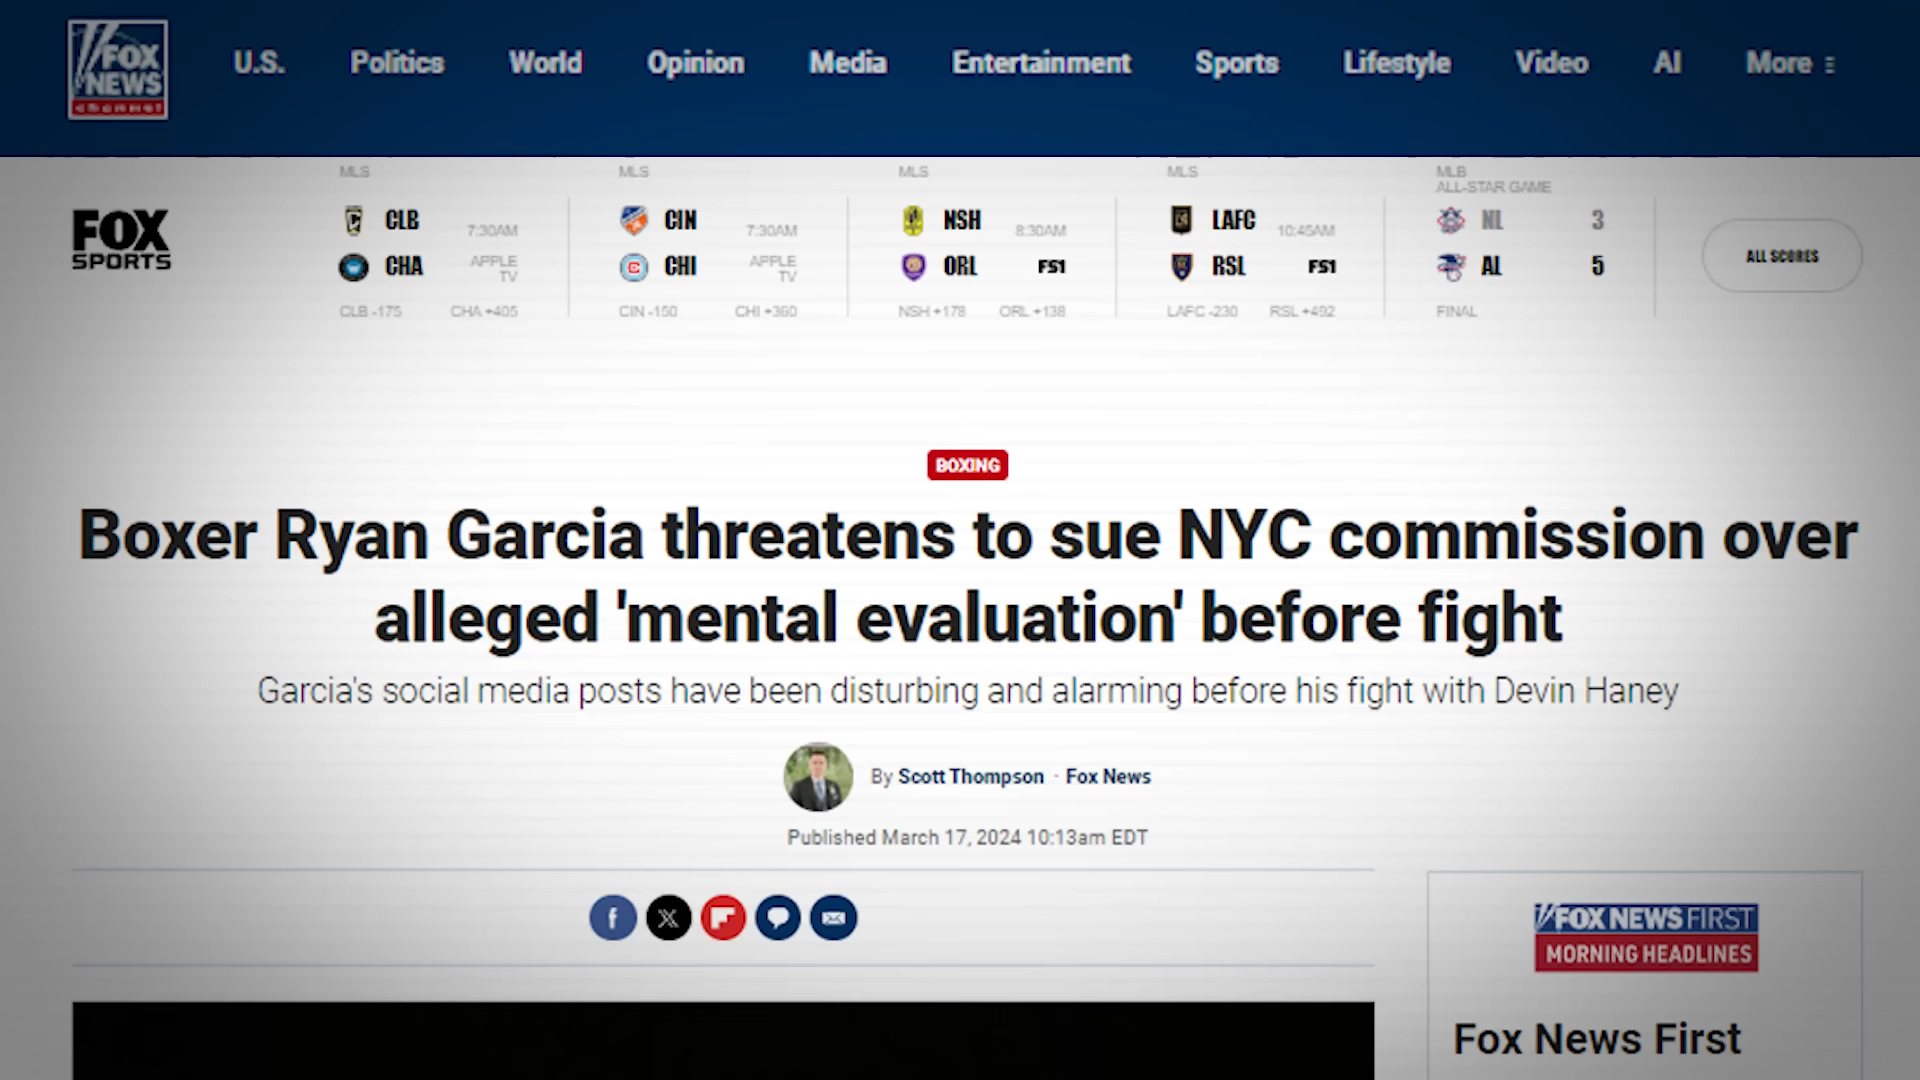 FOX
NEWS
channel
U.S. Politics World Opinion Media Entertainment Sports Lifestyle Video AI More
FOX
SPORTS
MLS
CLB 7:30AM
CHA APPLE TV
CLB -175 CHA +405
MLS
CIN 7:30AM
CHI APPLE TV
CIN -150 CHI +360
MLS
NSH 8:30AM
ORL FS1
NSH +178 ORL +138
MLS
LAFC 10:45AM
RSL FS1
LAFC -230 RSL +492
MLB
ALL-STAR GAME
NL 3
AL 5
FINAL
ALL SCORES
BOXING
Boxer Ryan Garcia threatens to sue NYC commission over
alleged 'mental evaluation' before fight
Garcia's social media posts have been disturbing and alarming before his fight with Devin Haney
By Scott Thompson · Fox News
Published March 17, 2024 10:13am EDT
f X
FOX NEWS FIRST
MORNING HEADLINES
Fox News First